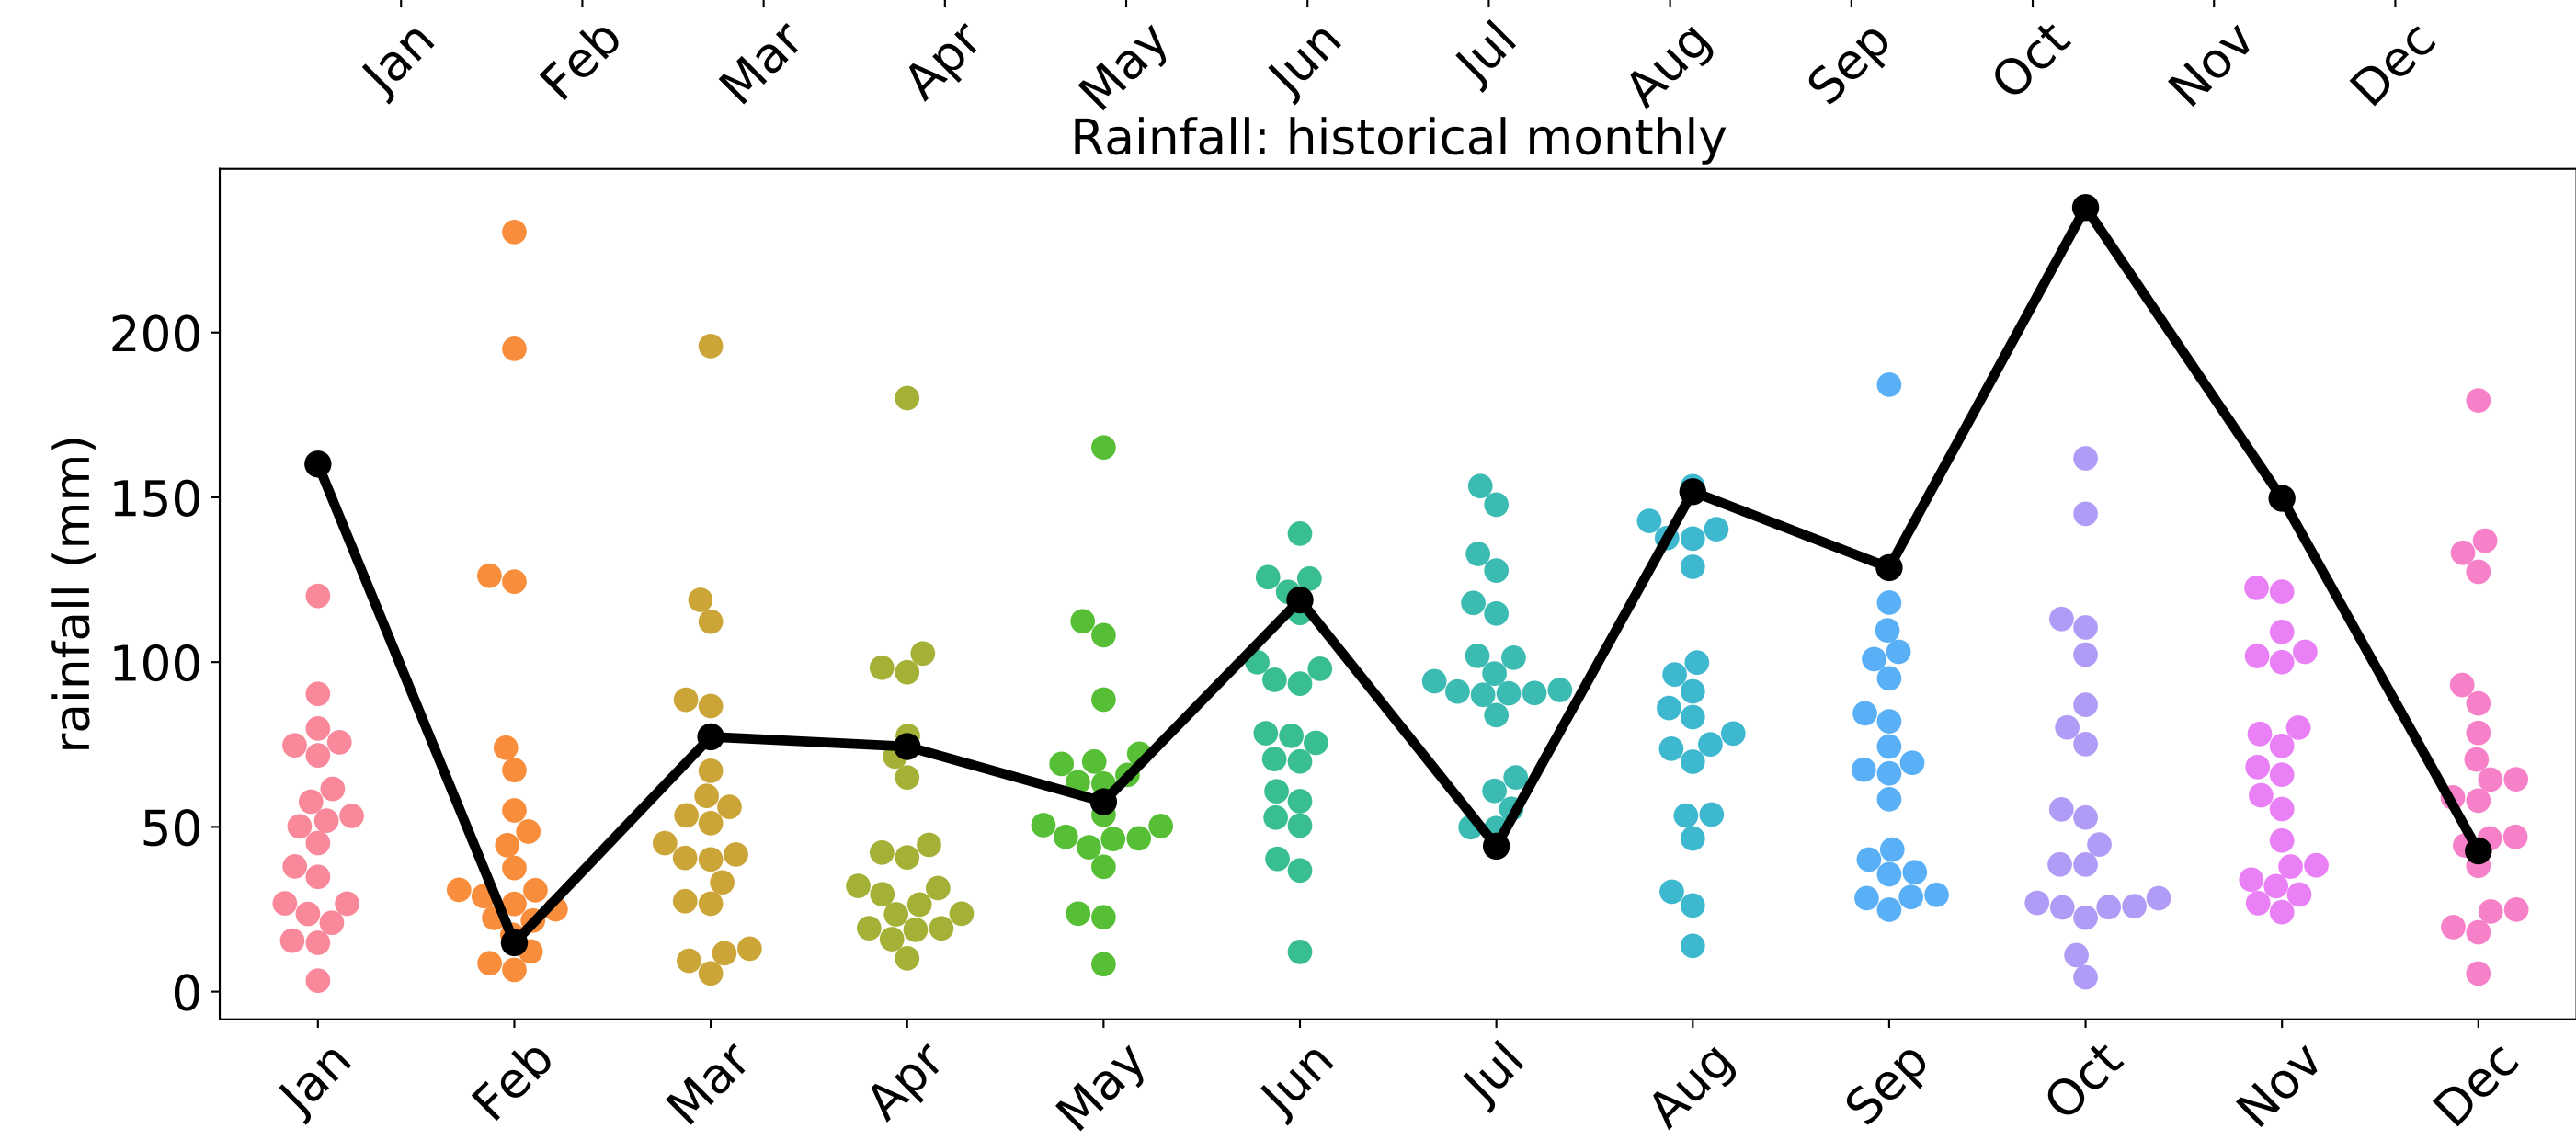 Jan Feb Mar Apr May Jun Jul Aug Sep Oct Nov Dec
Rainfall: historical monthly
rainfall (mm)
200
150
100
50
0
Jan Feb Mar Apr May Jun Jul Aug Sep Oct Nov Dec